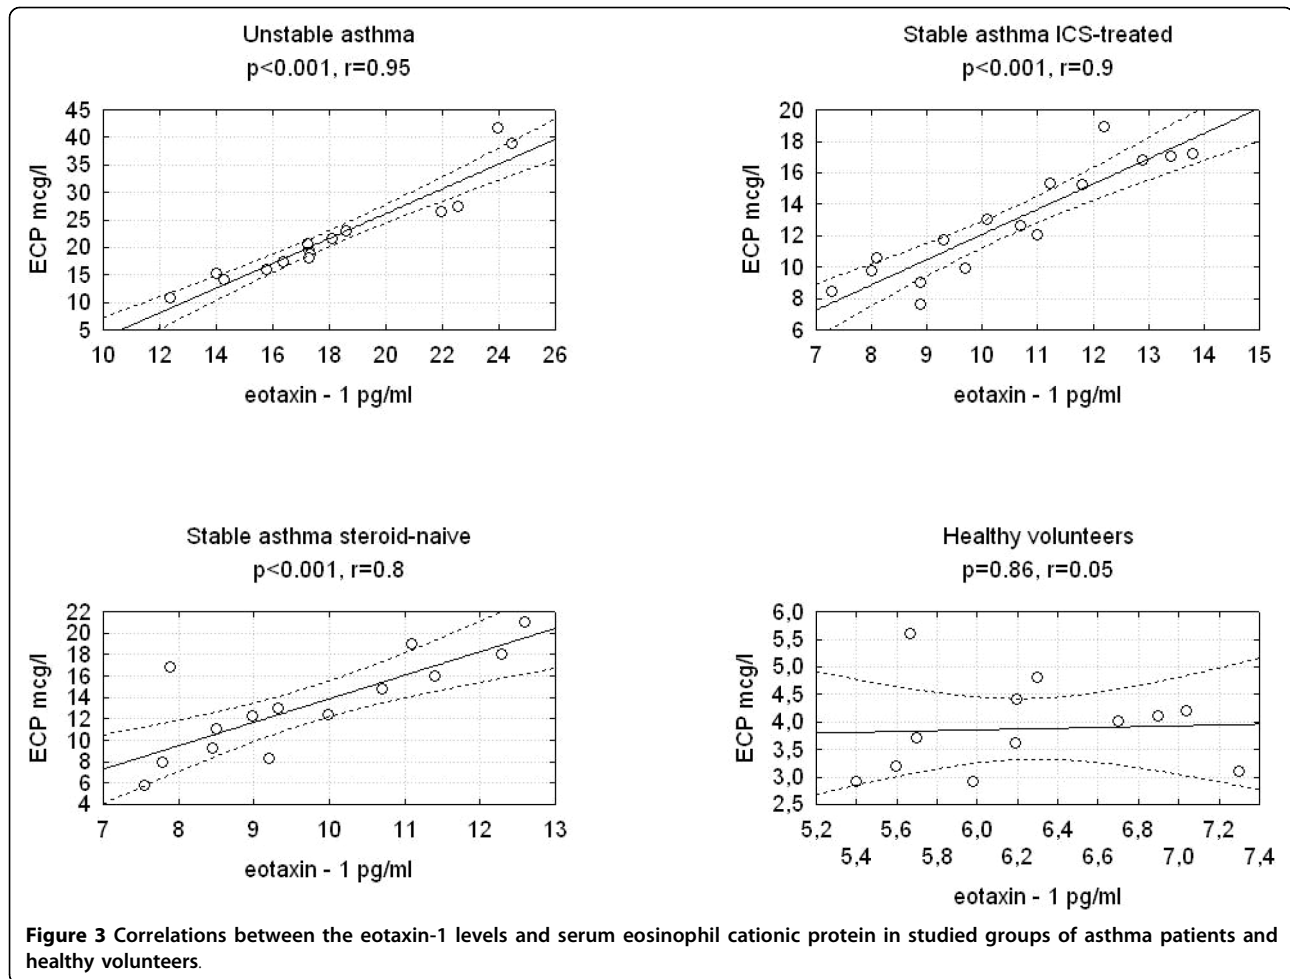 Unstable asthma
p<0.001, r=0.95
45
40
35
30
25
20
15
10
5
ECP mcg/l
10 12 14 16 18 20 22 24 26
eotaxin - 1 pg/ml
Stable asthma ICS-treated
p<0.001, r=0.9
20
18
16
14
12
10
8
6
ECP mcg/l
7 8 9 10 11 12 13 14 15
eotaxin - 1 pg/ml
Stable asthma steroid-naive
p<0.001, r=0.8
22
20
18
16
14
12
10
8
6
4
ECP mcg/l
7 8 9 10 11 12 13
eotaxin - 1 pg/ml
Healthy volunteers
p=0.86, r=0.05
6,0
5,5
5,0
4,5
4,0
3,5
3,0
2,5
ECP mcg/l
5,2 5,6 6,0 6,4 6,8 7,2
5,4 5,8 6,2 6,6 7,0 7,4
eotaxin - 1 pg/ml
Figure 3 Correlations between the eotaxin-1 levels and serum eosinophil cationic protein in studied groups of asthma patients and
healthy volunteers.